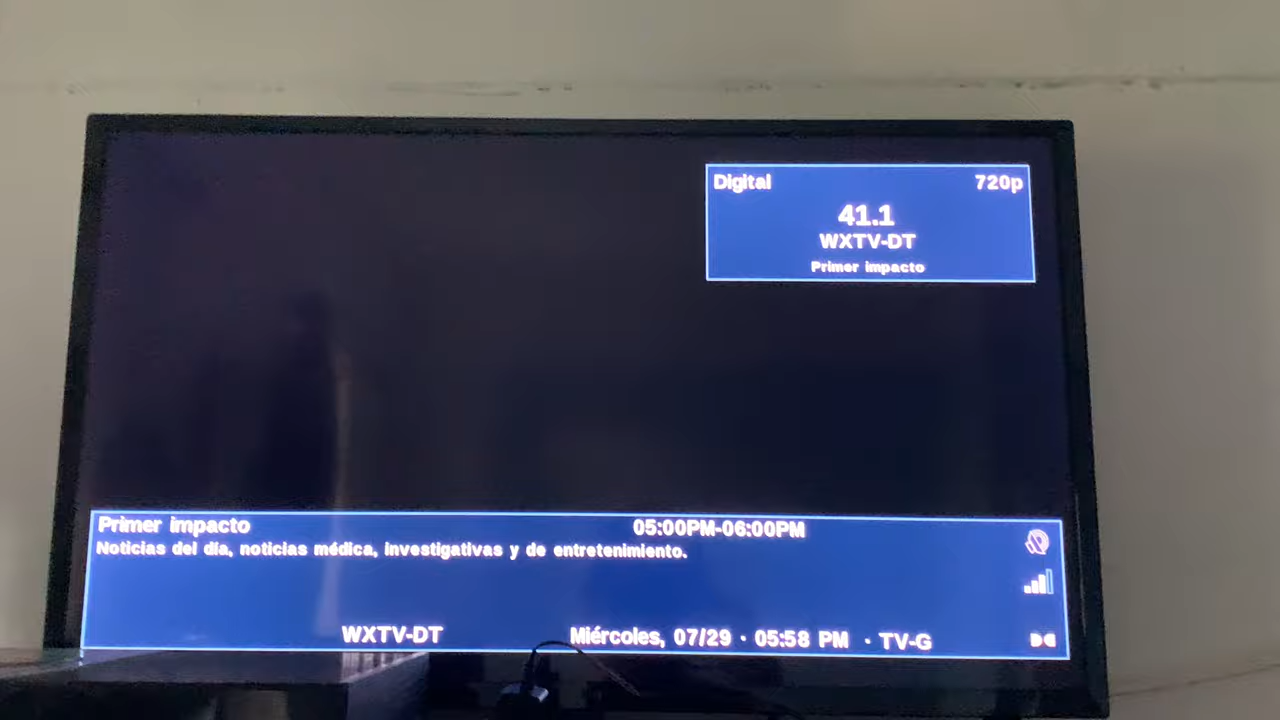 Digital 720p
41.1
WXTV-DT
Primer impacto
Primer impacto 05:00PM-06:00PM
Noticias del día, noticias médica, investigativas y de entretenimiento.
WXTV-DT Miércoles, 07/29 · 05:58 PM · TV-G